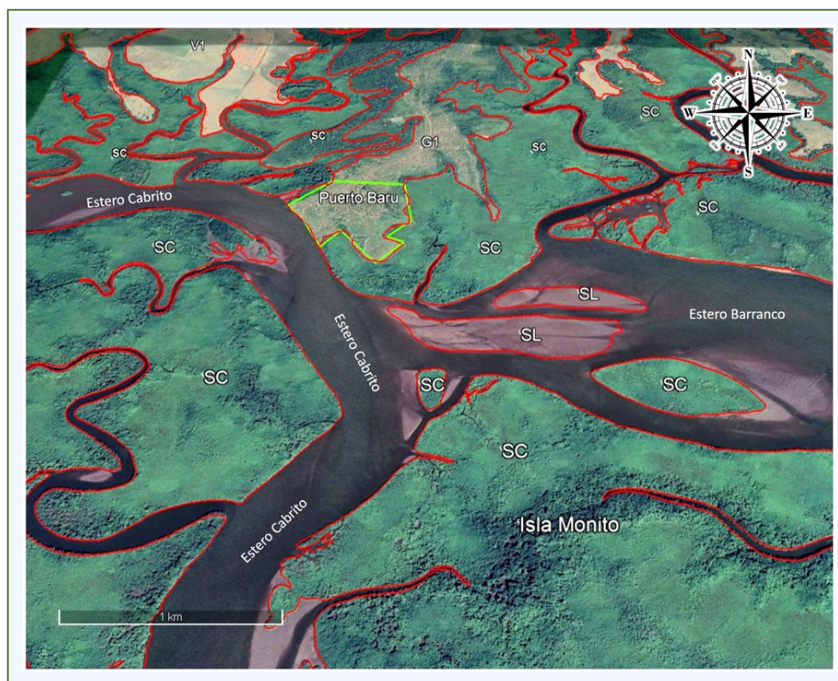 V1
N
W
E
S
SC
SC
sc
G1
sc
Puerto Baru
Estero Cabrito
SC
SC
SC
SL
Estero Barranco
SL
Estero Cabrito
SC
SC
SC
SC
Isla Monito
Estero Cabrito
1 km